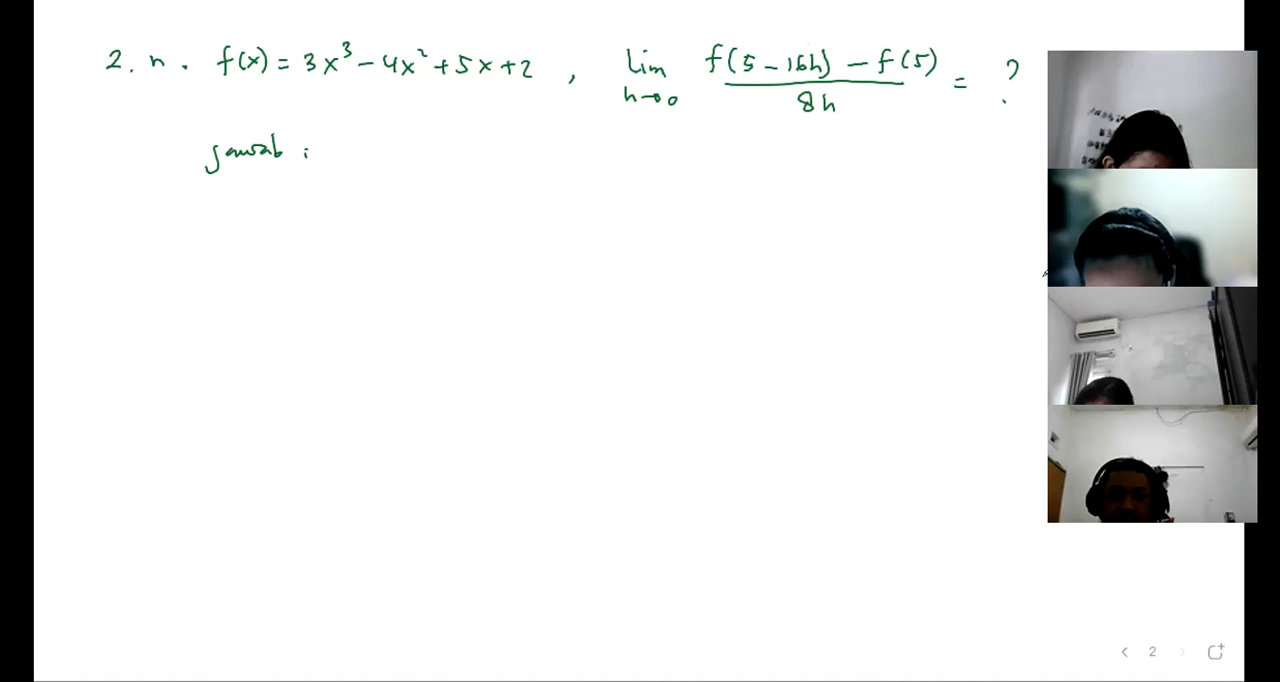 2. n. f(x) = 3x³ - 4x² + 5x + 2 , lim h→0 f(5 - 16h) - f(5) / 8h = ?
jawab :
2